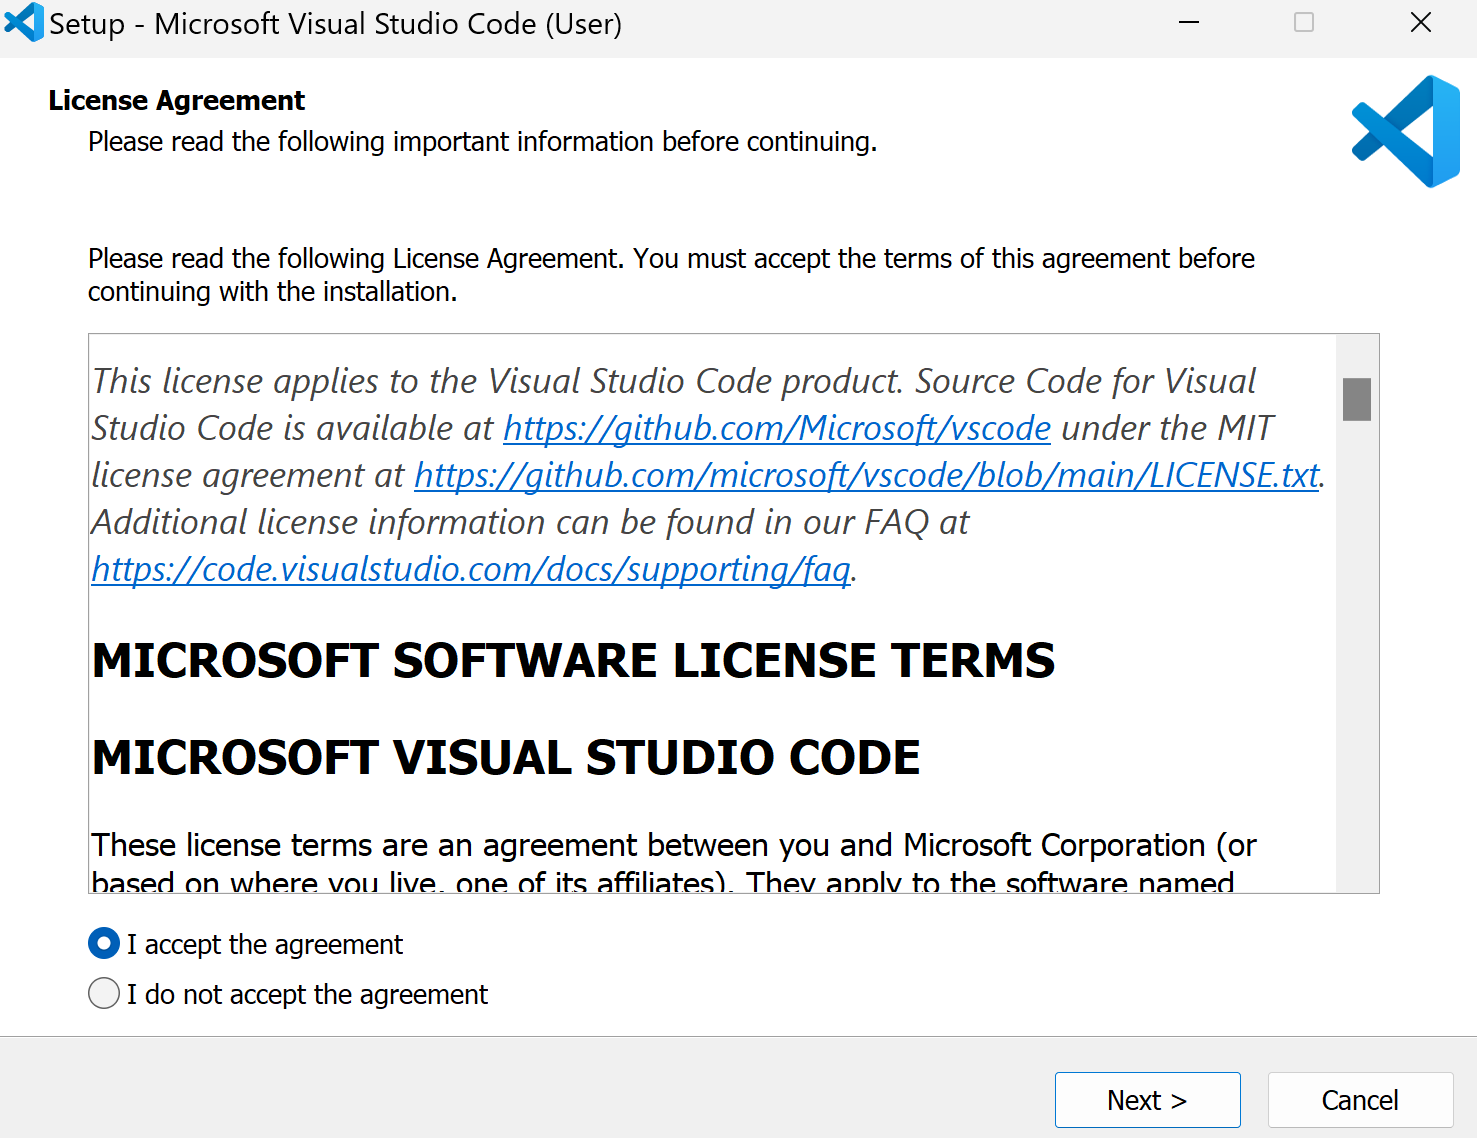 Setup - Microsoft Visual Studio Code (User)
License Agreement
Please read the following important information before continuing.
Please read the following License Agreement. You must accept the terms of this agreement before
continuing with the installation.
This license applies to the Visual Studio Code product. Source Code for Visual
Studio Code is available at https://github.com/Microsoft/vscode under the MIT
license agreement at https://github.com/microsoft/vscode/blob/main/LICENSE.txt.
Additional license information can be found in our FAQ at
https://code.visualstudio.com/docs/supporting/faq.
MICROSOFT SOFTWARE LICENSE TERMS
MICROSOFT VISUAL STUDIO CODE
These license terms are an agreement between you and Microsoft Corporation (or
based on where you live, one of its affiliates). They apply to the software named
I accept the agreement
I do not accept the agreement
Next >
Cancel